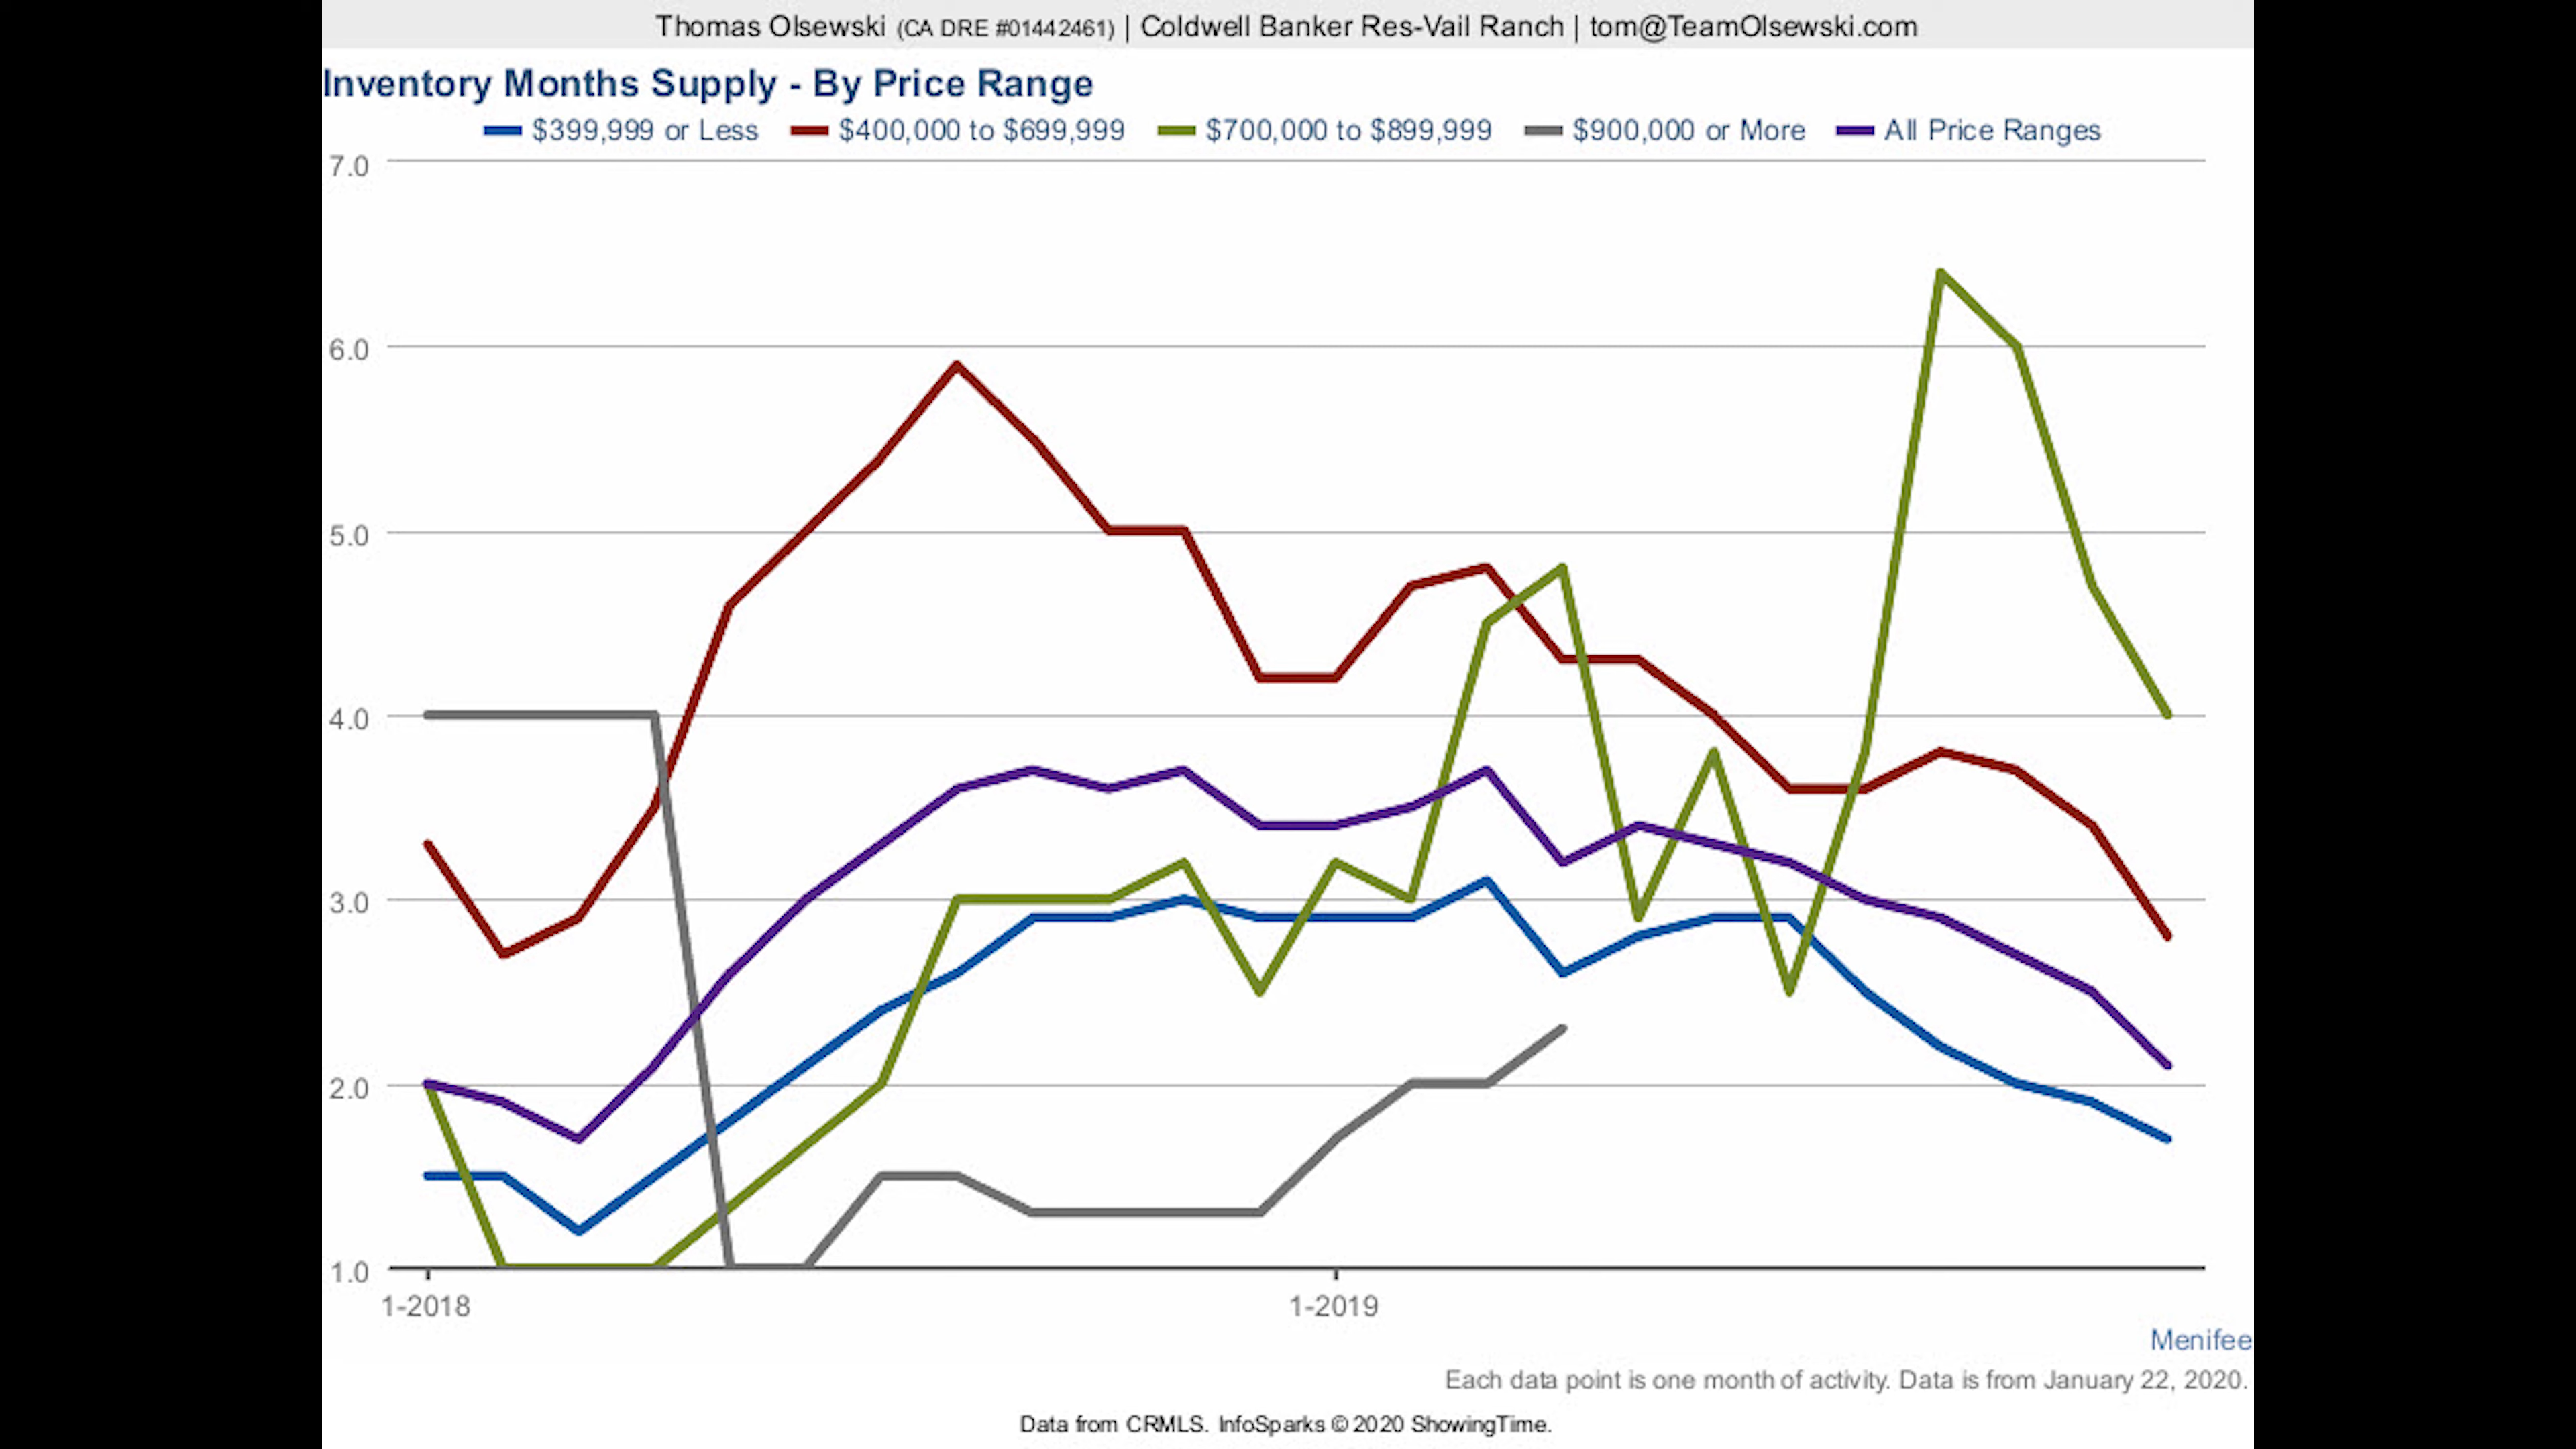 Thomas Olsewski (CA DRE #01442461) | Coldwell Banker Res-Vail Ranch | tom@TeamOlsewski.com
Inventory Months Supply - By Price Range
$399,999 or Less $400,000 to $699,999 $700,000 to $899,999 $900,000 or More All Price Ranges
7.0
6.0
5.0
4.0
3.0
2.0
1.0
1-2018 1-2019
Menifee
Each data point is one month of activity. Data is from January 22, 2020.
Data from CRMLS. InfoSparks © 2020 ShowingTime.